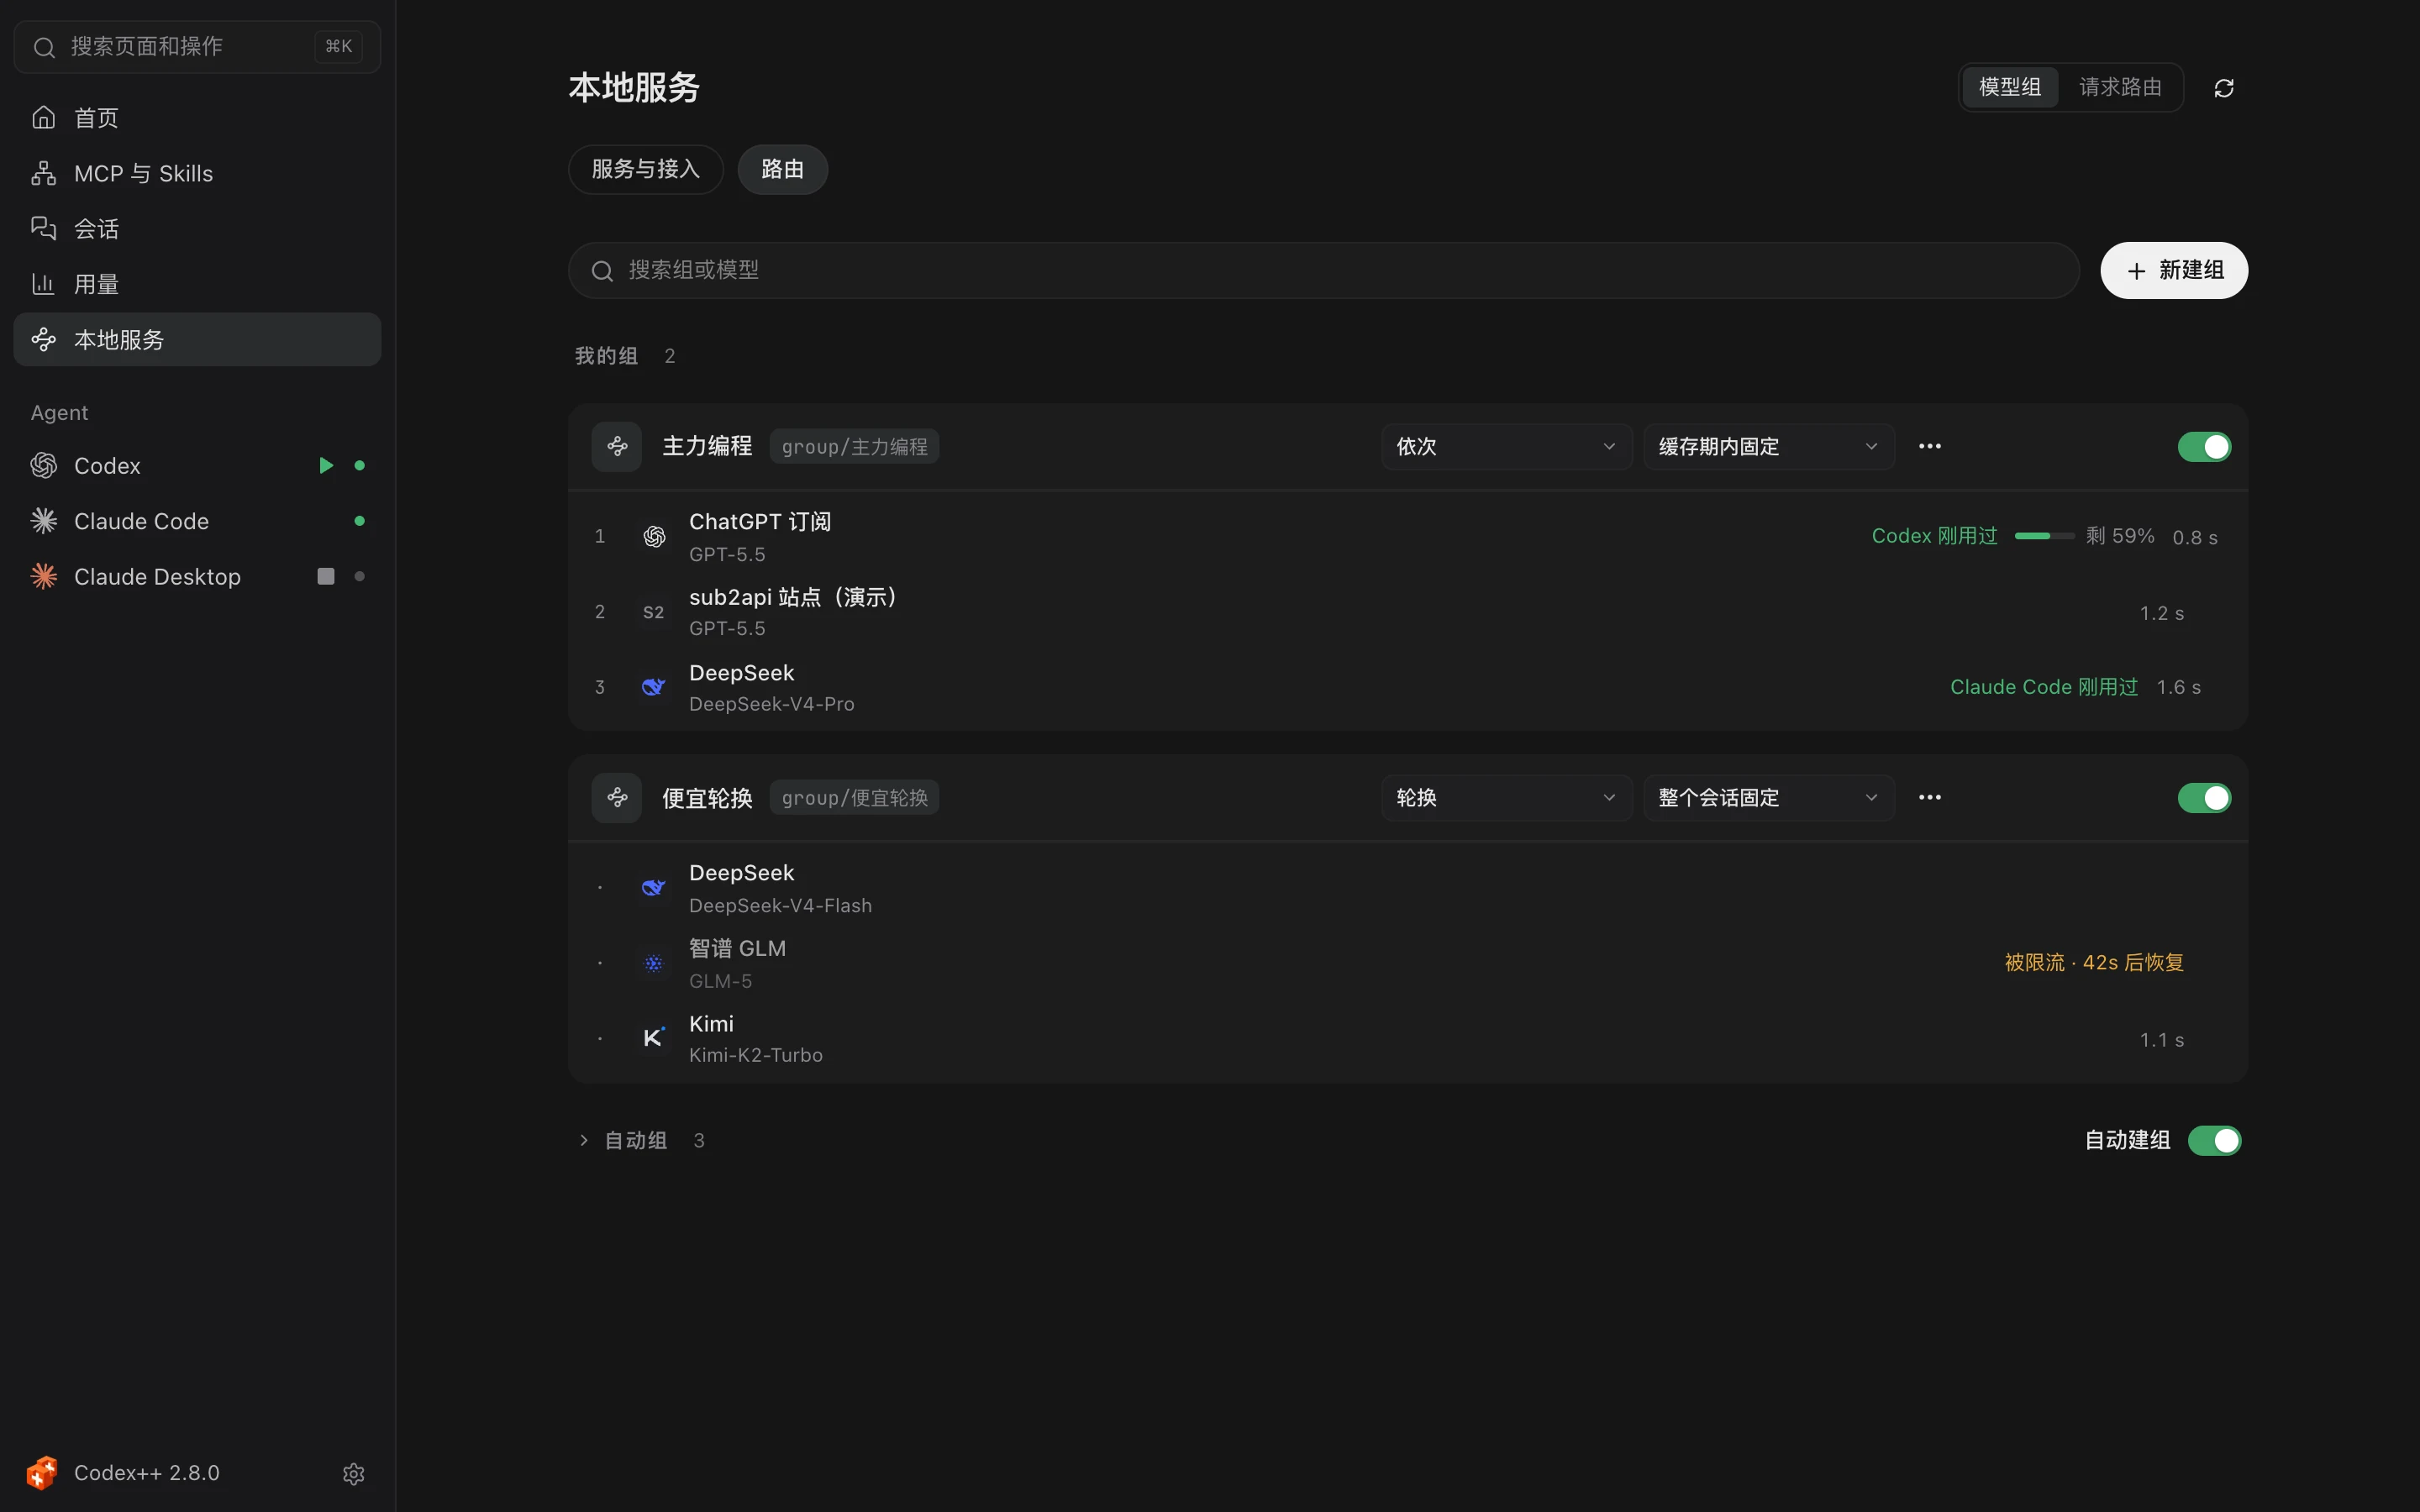 搜索页面和操作 ⌘K
首页
MCP 与 Skills
会话
用量
本地服务
Agent
Codex
Claude Code
Claude Desktop
Codex++ 2.8.0
本地服务
模型组 请求路由
服务与接入 路由
搜索组或模型
新建组
我的组 2
主力编程 group/主力编程 依次 缓存期内固定
1 ChatGPT 订阅 Codex 刚用过 剩 59% 0.8 s
GPT-5.5
2 S2 sub2api 站点（演示） 1.2 s
GPT-5.5
3 DeepSeek Claude Code 刚用过 1.6 s
DeepSeek-V4-Pro
便宜轮换 group/便宜轮换 轮换 整个会话固定
· DeepSeek
DeepSeek-V4-Flash
· 智谱 GLM 被限流 · 42s 后恢复
GLM-5
· Kimi 1.1 s
Kimi-K2-Turbo
自动组 3 自动建组